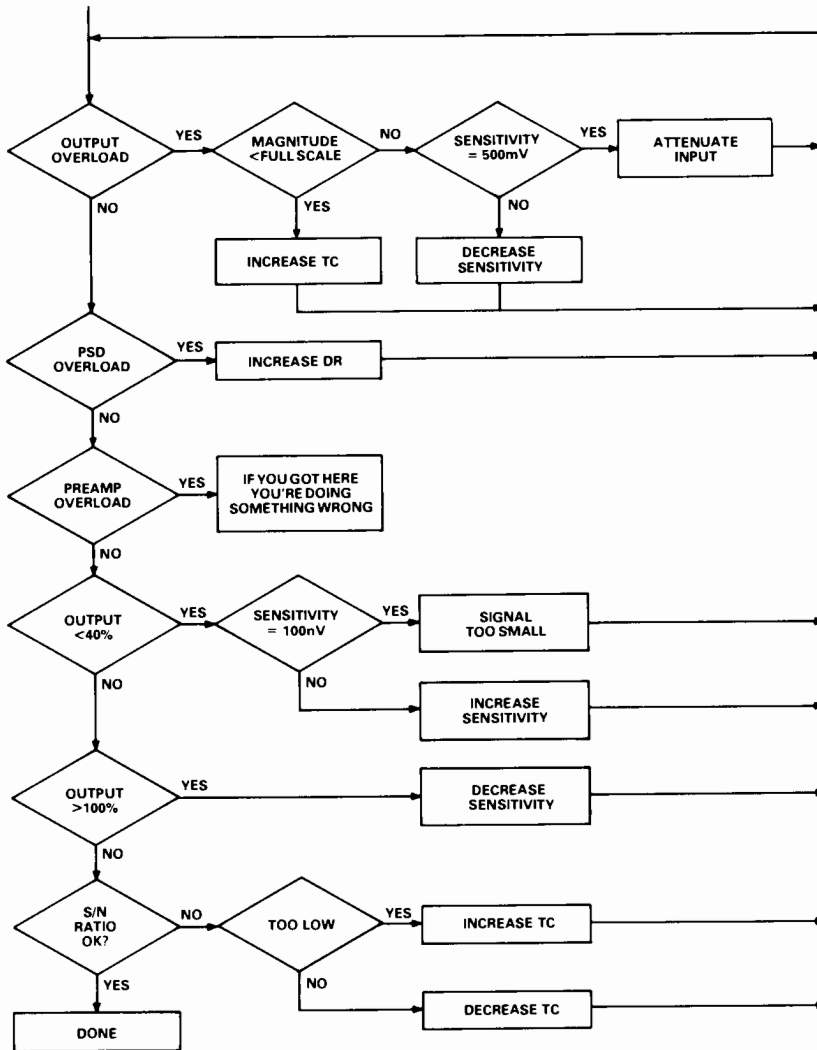 OUTPUT
OVERLOAD
YES
MAGNITUDE
<FULL SCALE
NO
SENSITIVITY
= 500mV
YES
ATTENUATE
INPUT
NO
YES
INCREASE TC
NO
DECREASE
SENSITIVITY
PSD
OVERLOAD
YES
INCREASE DR
NO
PREAMP
OVERLOAD
YES
IF YOU GOT HERE
YOU'RE DOING
SOMETHING WRONG
NO
OUTPUT
<40%
YES
SENSITIVITY
= 100nV
YES
SIGNAL
TOO SMALL
NO
NO
INCREASE
SENSITIVITY
OUTPUT
>100%
YES
DECREASE
SENSITIVITY
NO
S/N
RATIO
OK?
NO
TOO LOW
YES
INCREASE TC
YES
NO
DECREASE TC
DONE